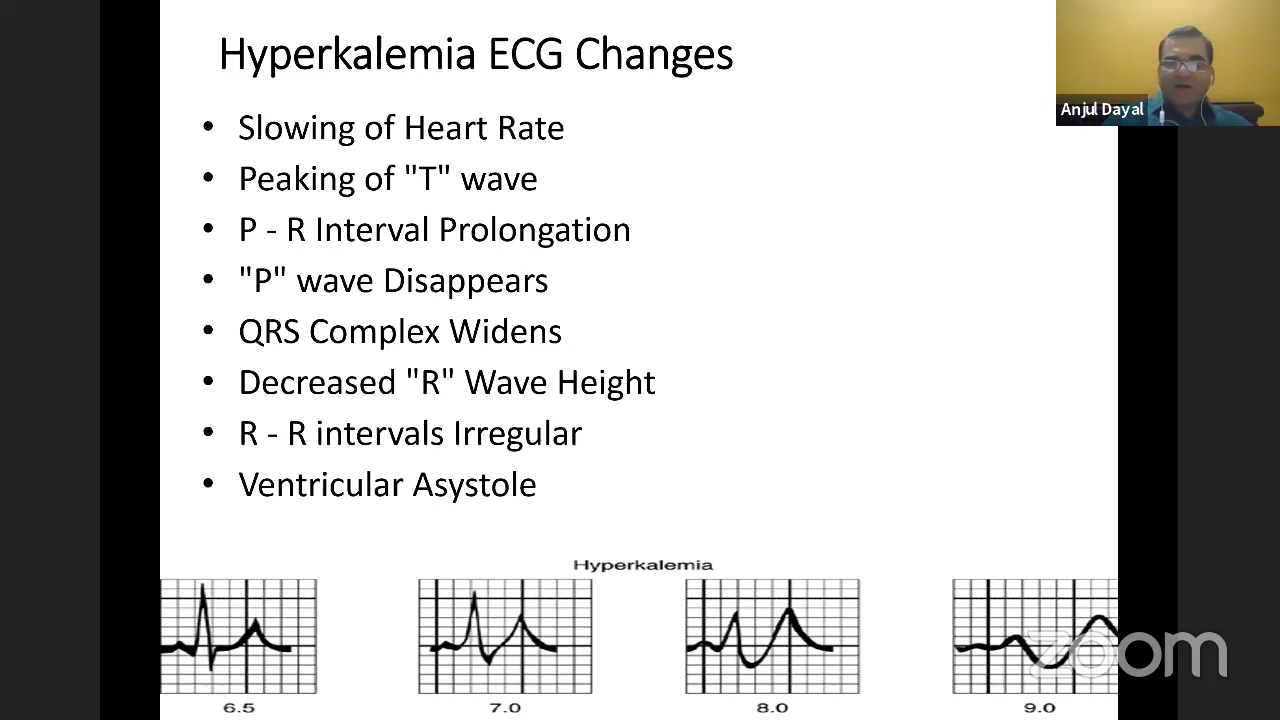 Hyperkalemia ECG Changes
Anjul Dayal
• Slowing of Heart Rate
• Peaking of "T" wave
• P - R Interval Prolongation
• "P" wave Disappears
• QRS Complex Widens
• Decreased "R" Wave Height
• R - R intervals Irregular
• Ventricular Asystole
Hyperkalemia
zoom
6.5 7.0 8.0 9.0